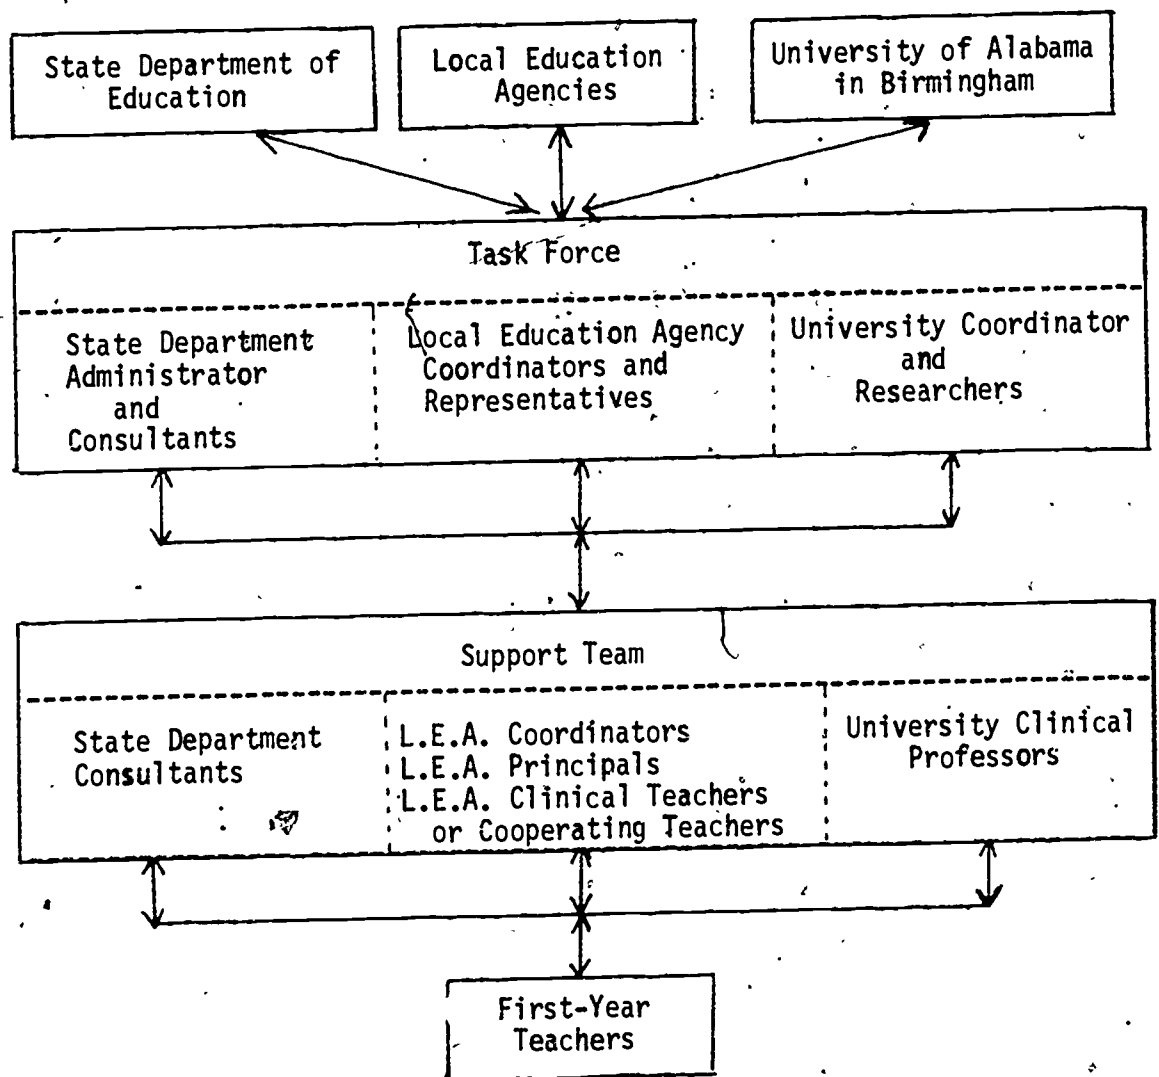 State Department of
Education
Local Education
Agencies
University of Alabama
in Birmingham
Task Force
State Department
Administrator
and
Consultants
Local Education Agency
Coordinators and
Representatives
University Coordinator
and
Researchers
Support Team
State Department
Consultants
L.E.A. Coordinators
L.E.A. Principals
L.E.A. Clinical Teachers
or Cooperating Teachers
University Clinical
Professors
First-Year
Teachers